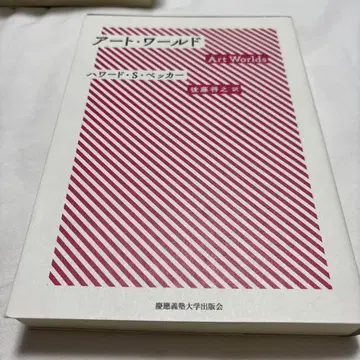 アート・ワールド
Art Worlds
ハワード・S・ベッカー
後藤将之 訳
慶應義塾大学出版会